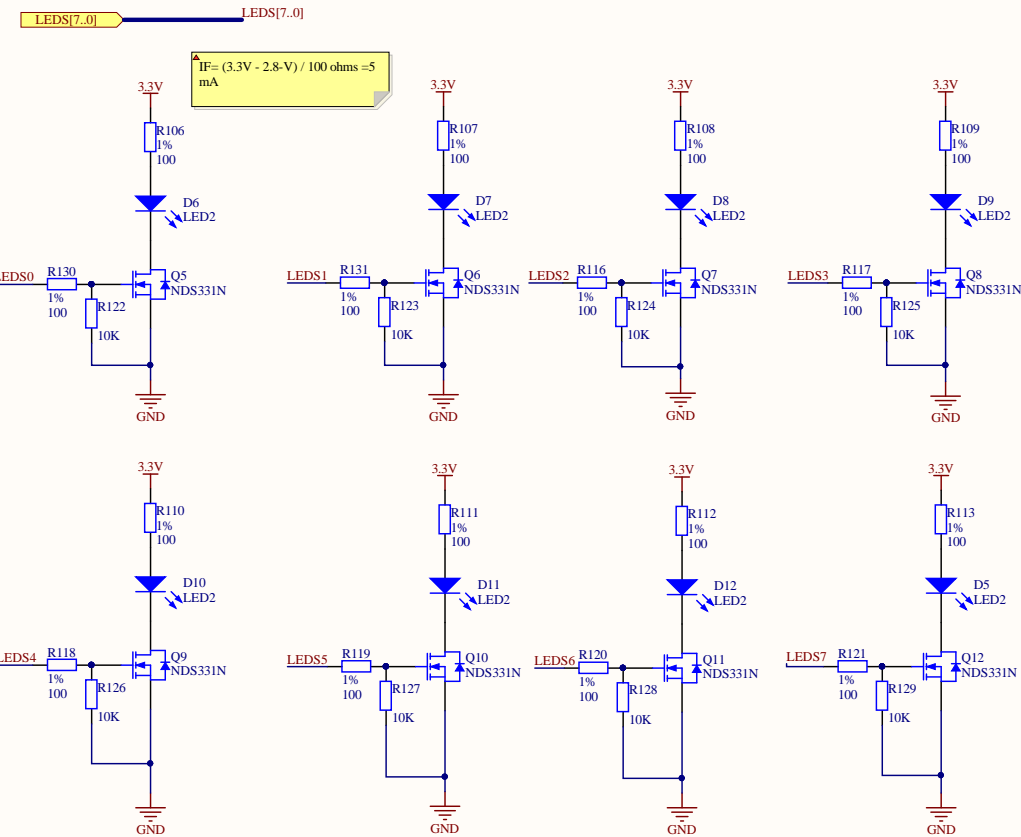 LEDS[7..0]
LEDS[7..0]
IF= (3.3V - 2.8-V) / 100 ohms =5
mA
3.3V
R106
1%
100
D6
LED2
LEDS0
R130
1%
100
R122
10K
Q5
NDS331N
GND
3.3V
R107
1%
100
D7
LED2
LEDS1
R131
1%
100
R123
10K
Q6
NDS331N
GND
3.3V
R108
1%
100
D8
LED2
LEDS2
R116
1%
100
R124
10K
Q7
NDS331N
GND
3.3V
R109
1%
100
D9
LED2
LEDS3
R117
1%
100
R125
10K
Q8
NDS331N
GND
3.3V
R110
1%
100
D10
LED2
LEDS4
R118
1%
100
R126
10K
Q9
NDS331N
GND
3.3V
R111
1%
100
D11
LED2
LEDS5
R119
1%
100
R127
10K
Q10
NDS331N
GND
3.3V
R112
1%
100
D12
LED2
LEDS6
R120
1%
100
R128
10K
Q11
NDS331N
GND
3.3V
R113
1%
100
D5
LED2
LEDS7
R121
1%
100
R129
10K
Q12
NDS331N
GND